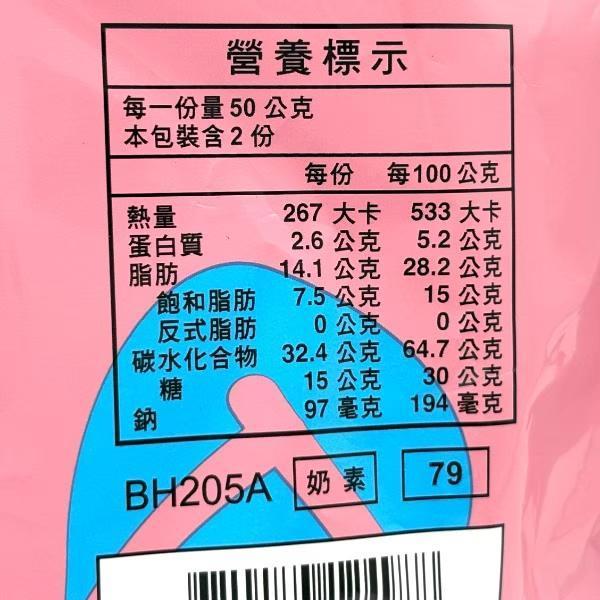 營養標示
每一份量 50 公克
本包裝含 2 份
每份 每100公克
熱量 267 大卡 533 大卡
蛋白質 2.6 公克 5.2 公克
脂肪 14.1 公克 28.2 公克
飽和脂肪 7.5 公克 15 公克
反式脂肪 0 公克 0 公克
碳水化合物 32.4 公克 64.7 公克
糖 15 公克 30 公克
鈉 97 毫克 194 毫克
BH205A 奶素 79